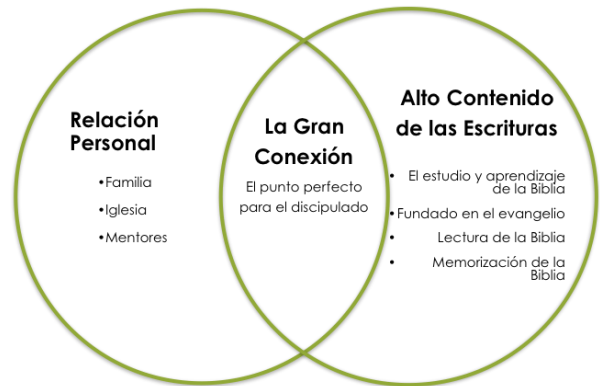 Relación
Personal
•Familia
•Iglesia
•Mentores
La Gran
Conexión
El punto perfecto
para el discipulado
Alto Contenido
de las Escrituras
• El estudio y aprendizaje
de la Biblia
•Fundado en el evangelio
• Lectura de la Biblia
• Memorización de la
Biblia